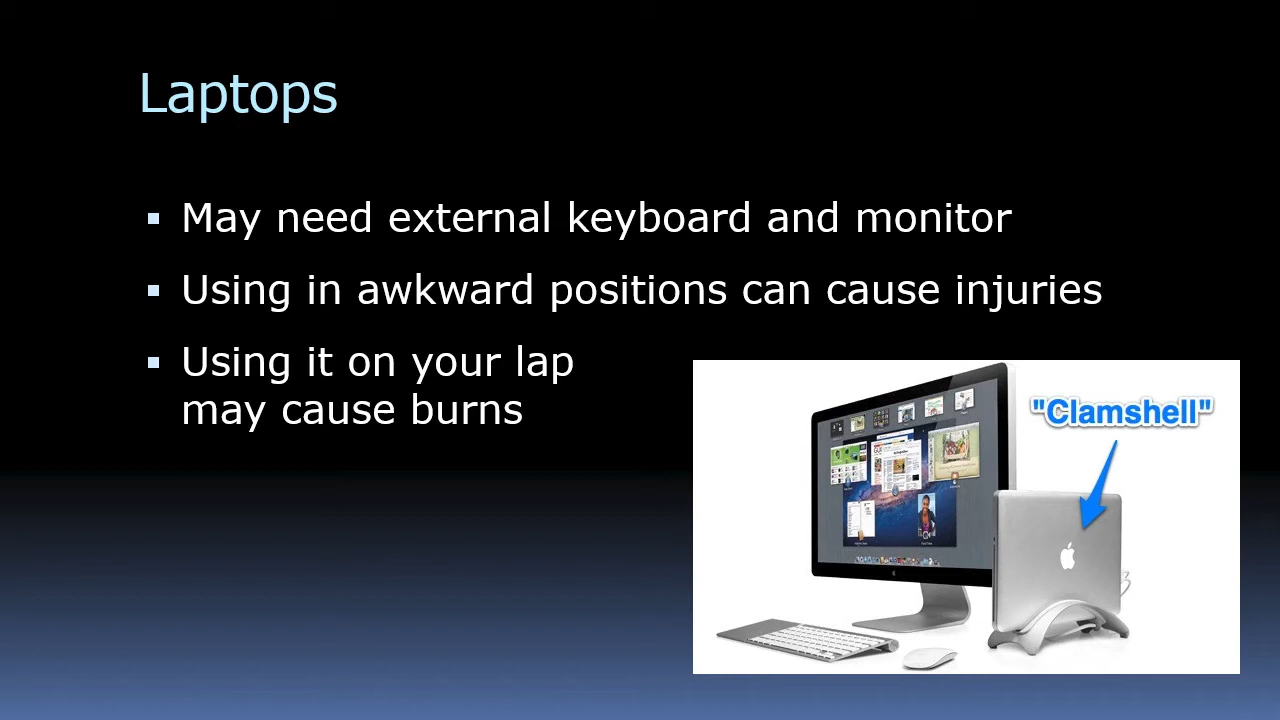 Laptops
May need external keyboard and monitor
Using in awkward positions can cause injuries
Using it on your lap
may cause burns
"Clamshell"